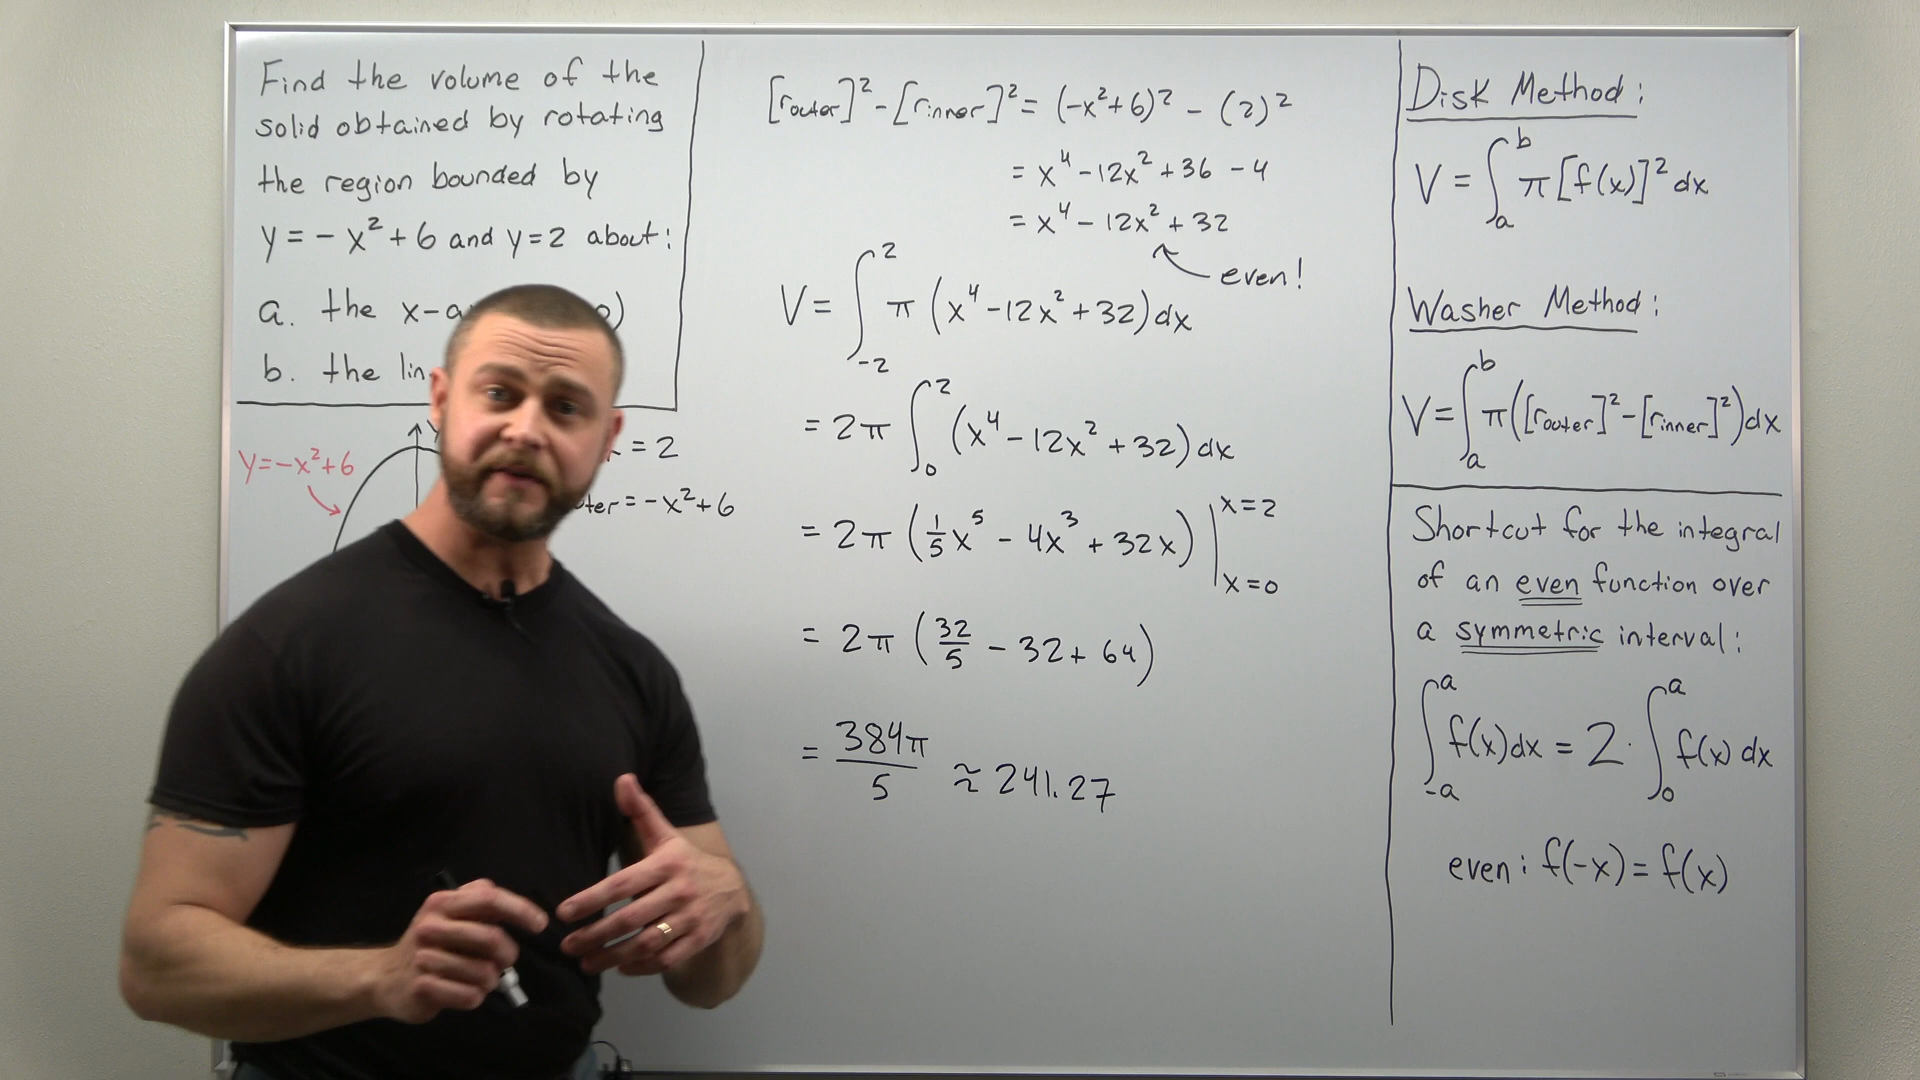 Find the volume of the
solid obtained by rotating
the region bounded by
y = -x² + 6 and y=2 about:
a. the x-a
b. the lin
y=-x²+6
= 2
ter = -x²+6
[router]² - [rinner]² = (-x²+6)² - (2)²
= x⁴ - 12x² + 36 - 4
= x⁴ - 12x² + 32
even!
V = ∫₋₂² π (x⁴ - 12x² + 32) dx
= 2π ∫₀² (x⁴ - 12x² + 32) dx
= 2π (1/5 x⁵ - 4x³ + 32x) | x=2 x=0
= 2π (32/5 - 32 + 64)
= 384π/5 ≈ 241.27
Disk Method:
V = ∫ₐᵇ π [f(x)]² dx
Washer Method:
V = ∫ₐᵇ π([router]² - [rinner]²) dx
Shortcut for the integral
of an even function over
a symmetric interval:
∫₋ₐᵃ f(x) dx = 2 · ∫₀ᵃ f(x) dx
even: f(-x) = f(x)